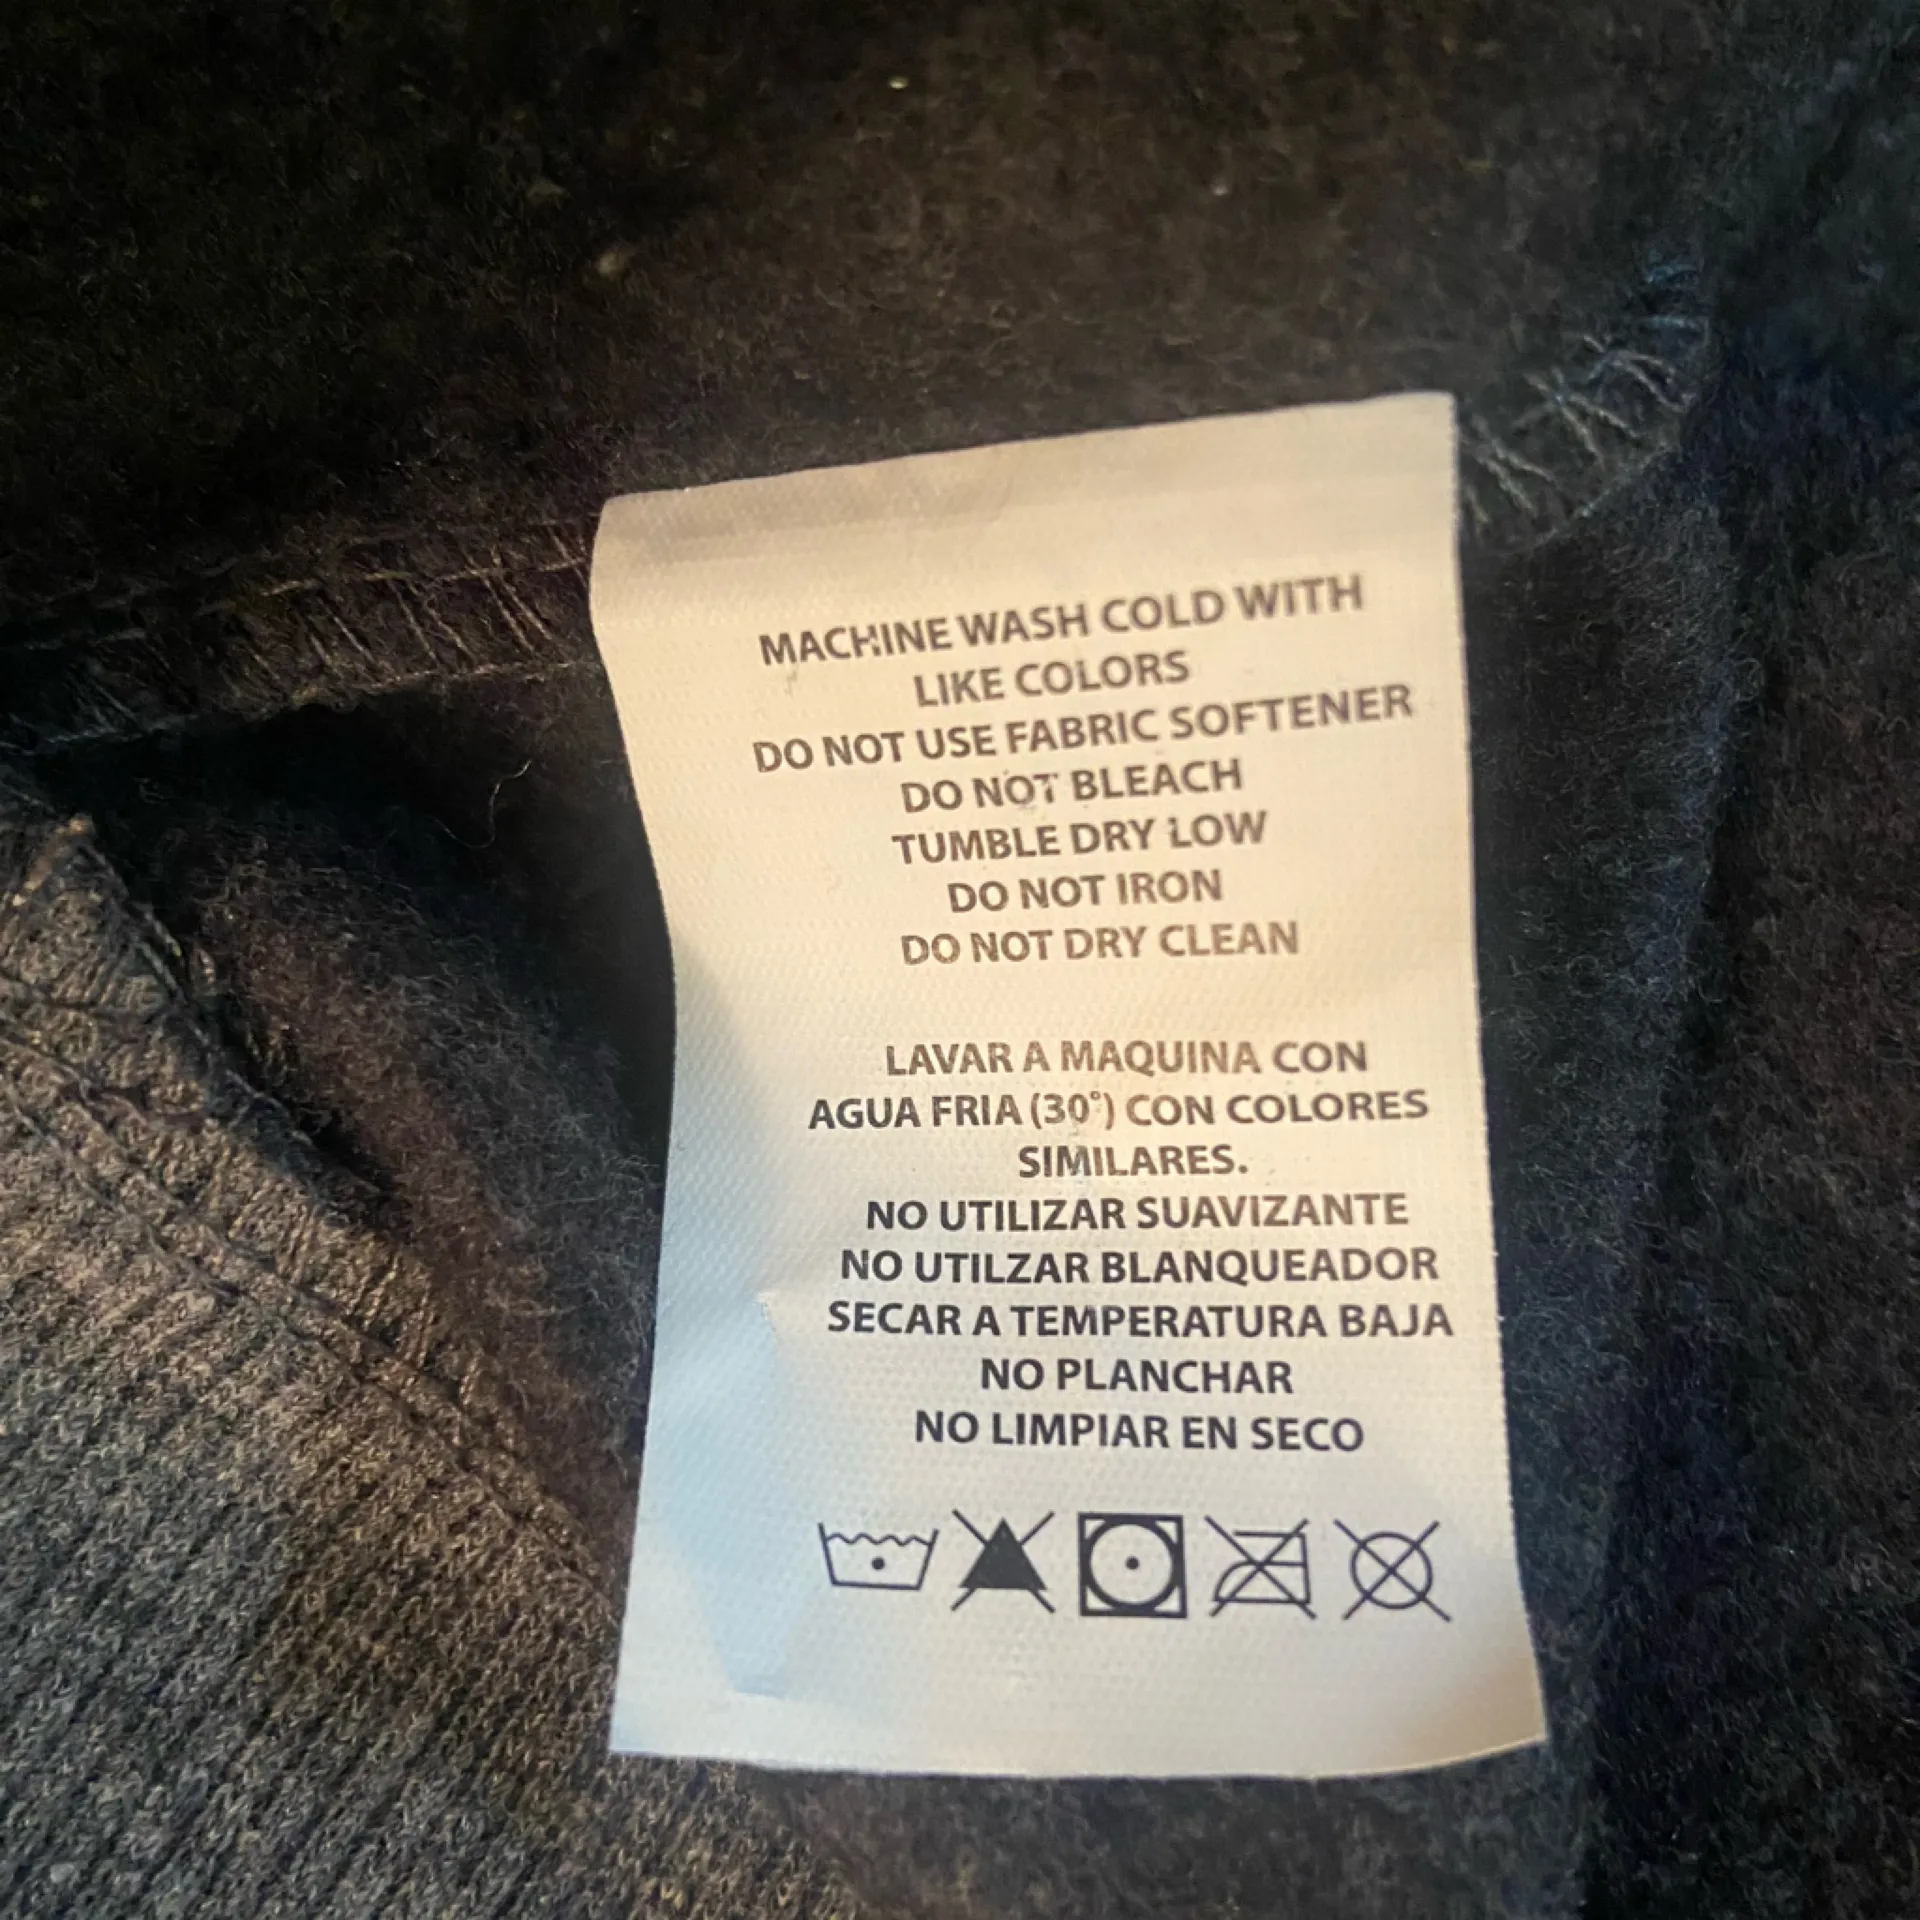 MACHINE WASH COLD WITH
LIKE COLORS
DO NOT USE FABRIC SOFTENER
DO NOT BLEACH
TUMBLE DRY LOW
DO NOT IRON
DO NOT DRY CLEAN
LAVAR A MAQUINA CON
AGUA FRIA (30°) CON COLORES
SIMILARES.
NO UTILIZAR SUAVIZANTE
NO UTILZAR BLANQUEADOR
SECAR A TEMPERATURA BAJA
NO PLANCHAR
NO LIMPIAR EN SECO